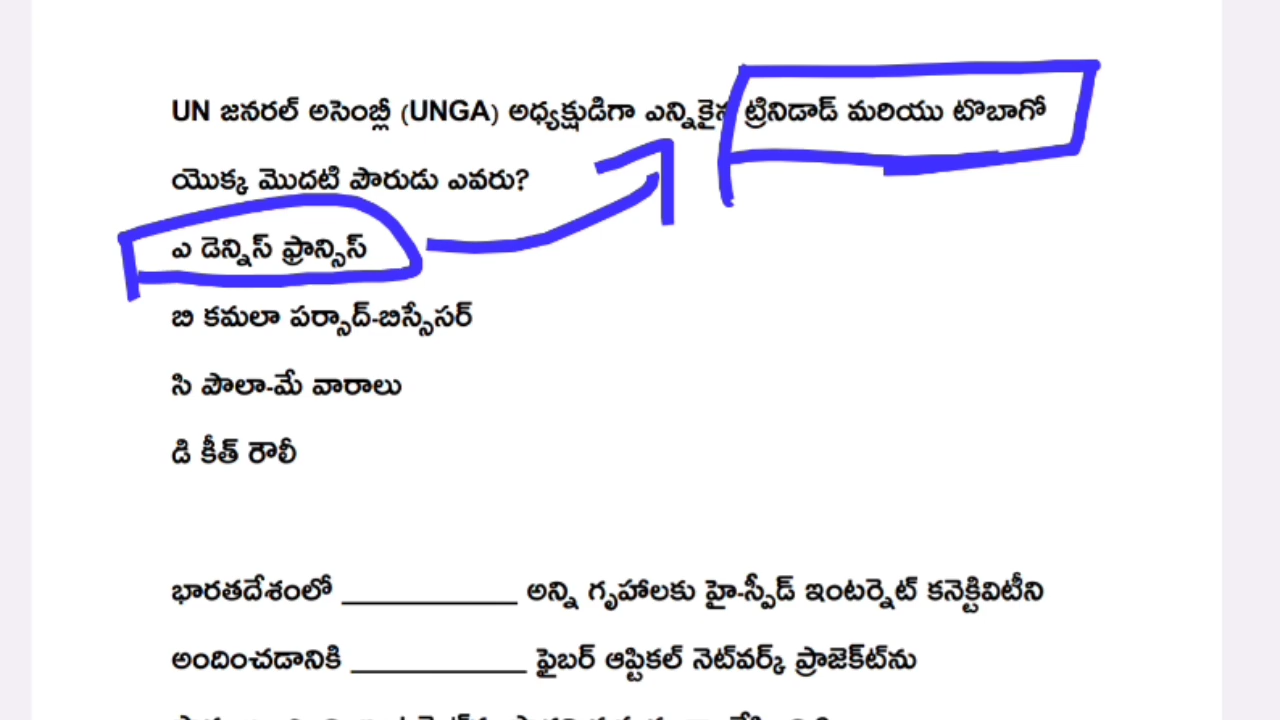 UN జనరల్ అసెంబ్లీ (UNGA) అధ్యక్షుడిగా ఎన్నికైన ట్రినిడాడ్ మరియు టొబాగో
యొక్క మొదటి పౌరుడు ఎవరు?
ఎ డెన్నిస్ ఫ్రాన్సిస్
బి కమలా పర్సాద్-బిస్సేసర్
సి పౌలా-మే వారాలు
డి కీత్ రౌలీ
భారతదేశంలో ____________ అన్ని గృహాలకు హై-స్పీడ్ ఇంటర్నెట్ కనెక్టివిటీని
అందించడానికి ____________ ఫైబర్ ఆప్టికల్ నెట్‌వర్క్ ప్రాజెక్ట్‌ను